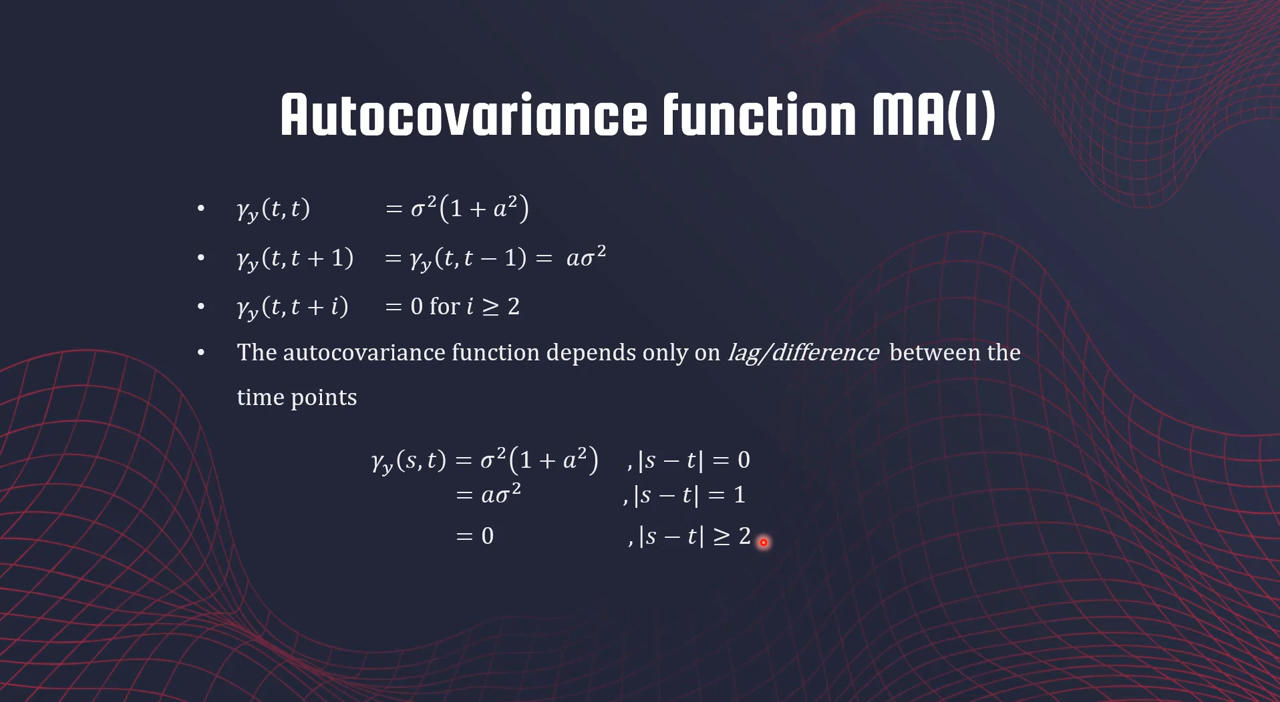 Autocovariance function MA(1)
• γ_y(t, t) = σ²(1 + a²)
• γ_y(t, t + 1) = γ_y(t, t − 1) = aσ²
• γ_y(t, t + i) = 0 for i ≥ 2
• The autocovariance function depends only on lag/difference between the
time points
γ_y(s, t) = σ²(1 + a²) , |s − t| = 0
= aσ² , |s − t| = 1
= 0 , |s − t| ≥ 2